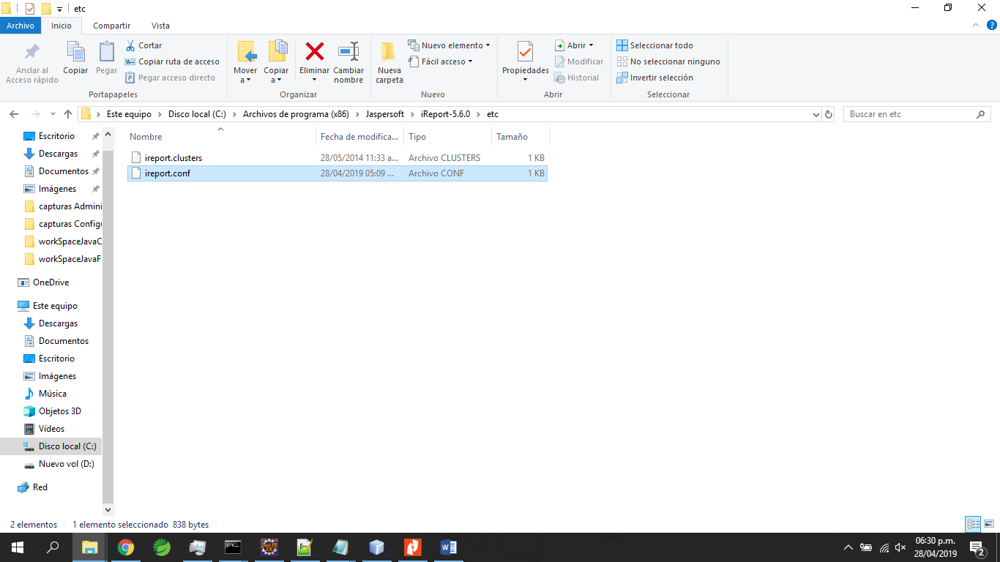 etc
Archivo Inicio Compartir Vista
Anclar al Acceso rápido
Copiar
Pegar
Cortar
Copiar ruta de acceso
Pegar acceso directo
Portapapeles
Mover a
Copiar a
Eliminar
Cambiar nombre
Organizar
Nueva carpeta
Nuevo elemento
Fácil acceso
Nuevo
Propiedades
Abrir
Modificar
Historial
Abrir
Seleccionar todo
No seleccionar ninguno
Invertir selección
Seleccionar
Este equipo Disco local (C:) Archivos de programa (x86) Jaspersoft iReport-5.6.0 etc
Buscar en etc
Nombre Fecha de modifica... Tipo Tamaño
ireport.clusters 28/05/2014 11:33 a... Archivo CLUSTERS 1 KB
ireport.conf 28/04/2019 05:09 ... Archivo CONF 1 KB
Escritorio
Descargas
Documentos
Imágenes
capturas Admini
capturas Configu
workSpaceJavaC
workSpaceJavaF
OneDrive
Este equipo
Descargas
Documentos
Escritorio
Imágenes
Música
Objetos 3D
Vídeos
Disco local (C:)
Nuevo vol (D:)
Red
2 elementos 1 elemento seleccionado 838 bytes
06:30 p.m.
28/04/2019
2